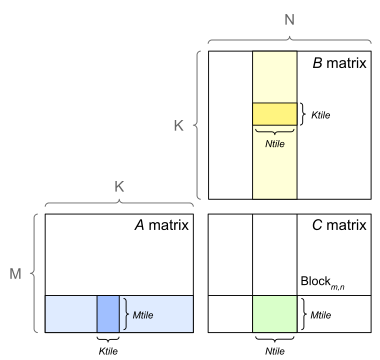 N
B matrix
K
Ktile
Ntile
K
A matrix
C matrix
M
Block m,n
Mtile
Mtile
Ktile
Ntile